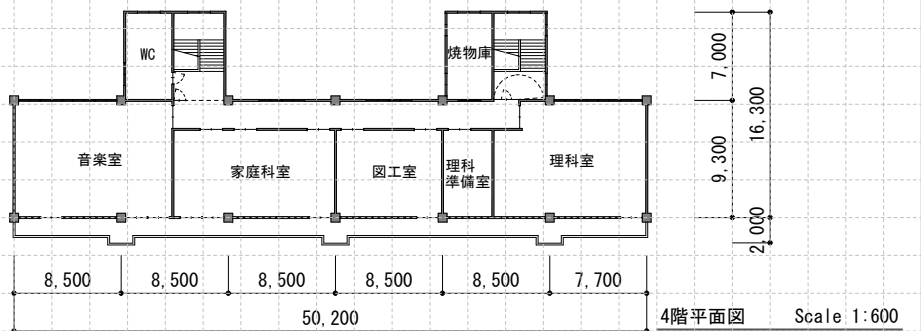 WC
焼物庫
音楽室
家庭科室
図工室
理科
準備室
理科室
7,000
16,300
9,300
2,000
8,500
8,500
8,500
8,500
8,500
7,700
50,200
4階平面図 Scale 1:600